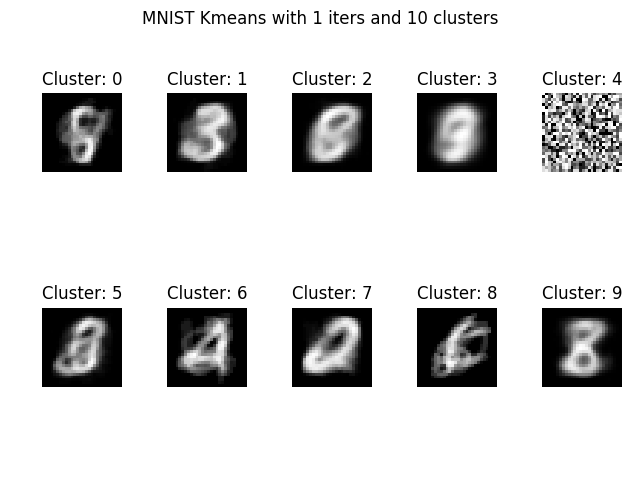 MNIST Kmeans with 1 iters and 10 clusters
Cluster: 0 Cluster: 1 Cluster: 2 Cluster: 3 Cluster: 4
Cluster: 5 Cluster: 6 Cluster: 7 Cluster: 8 Cluster: 9